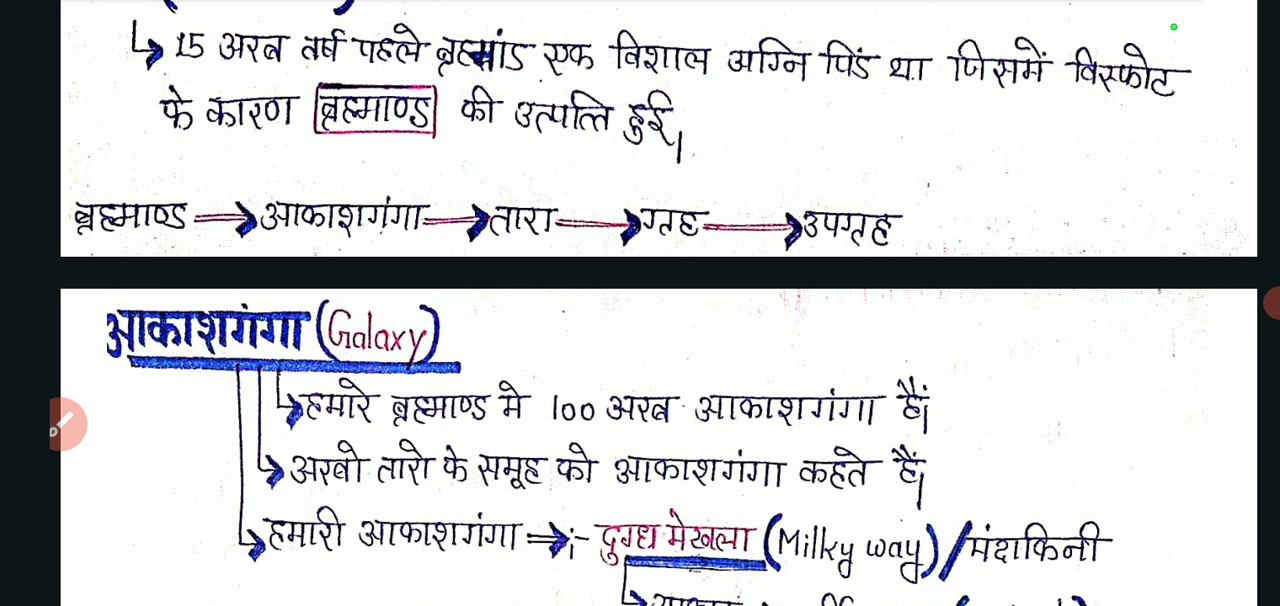 ↳ 15 अरब वर्ष पहले ब्रह्मांड एक विशाल अग्नि पिंड था जिसमें विस्फोट
के कारण ब्रह्माण्ड की उत्पत्ति हुई।
ब्रह्माण्ड → आकाशगंगा → तारा → ग्रह → उपग्रह
आकाशगंगा (Galaxy)
↳ हमारे ब्रह्माण्ड मे 100 अरब आकाशगंगा हैं।
↳ अरबो तारो के समूह को आकाशगंगा कहते हैं।
↳ हमारी आकाशगंगा ⇒ :- दुग्ध मेखला (Milky way) / मंदाकिनी